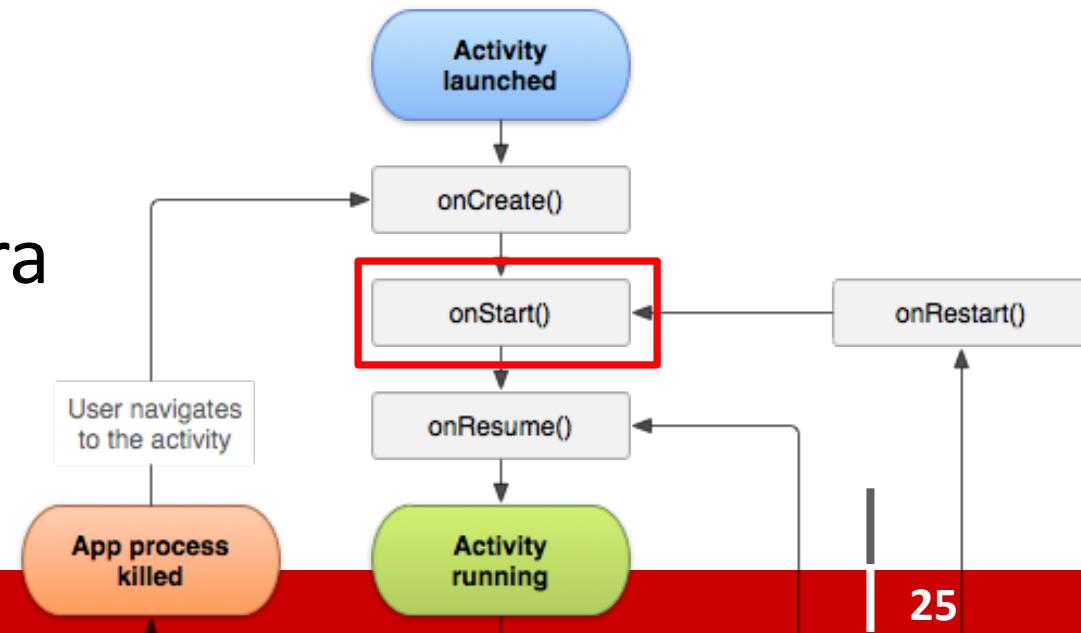 Activity
launched
onCreate()
ra
onStart()
onRestart()
User navigates
to the activity
onResume()
App process
killed
Activity
running
25